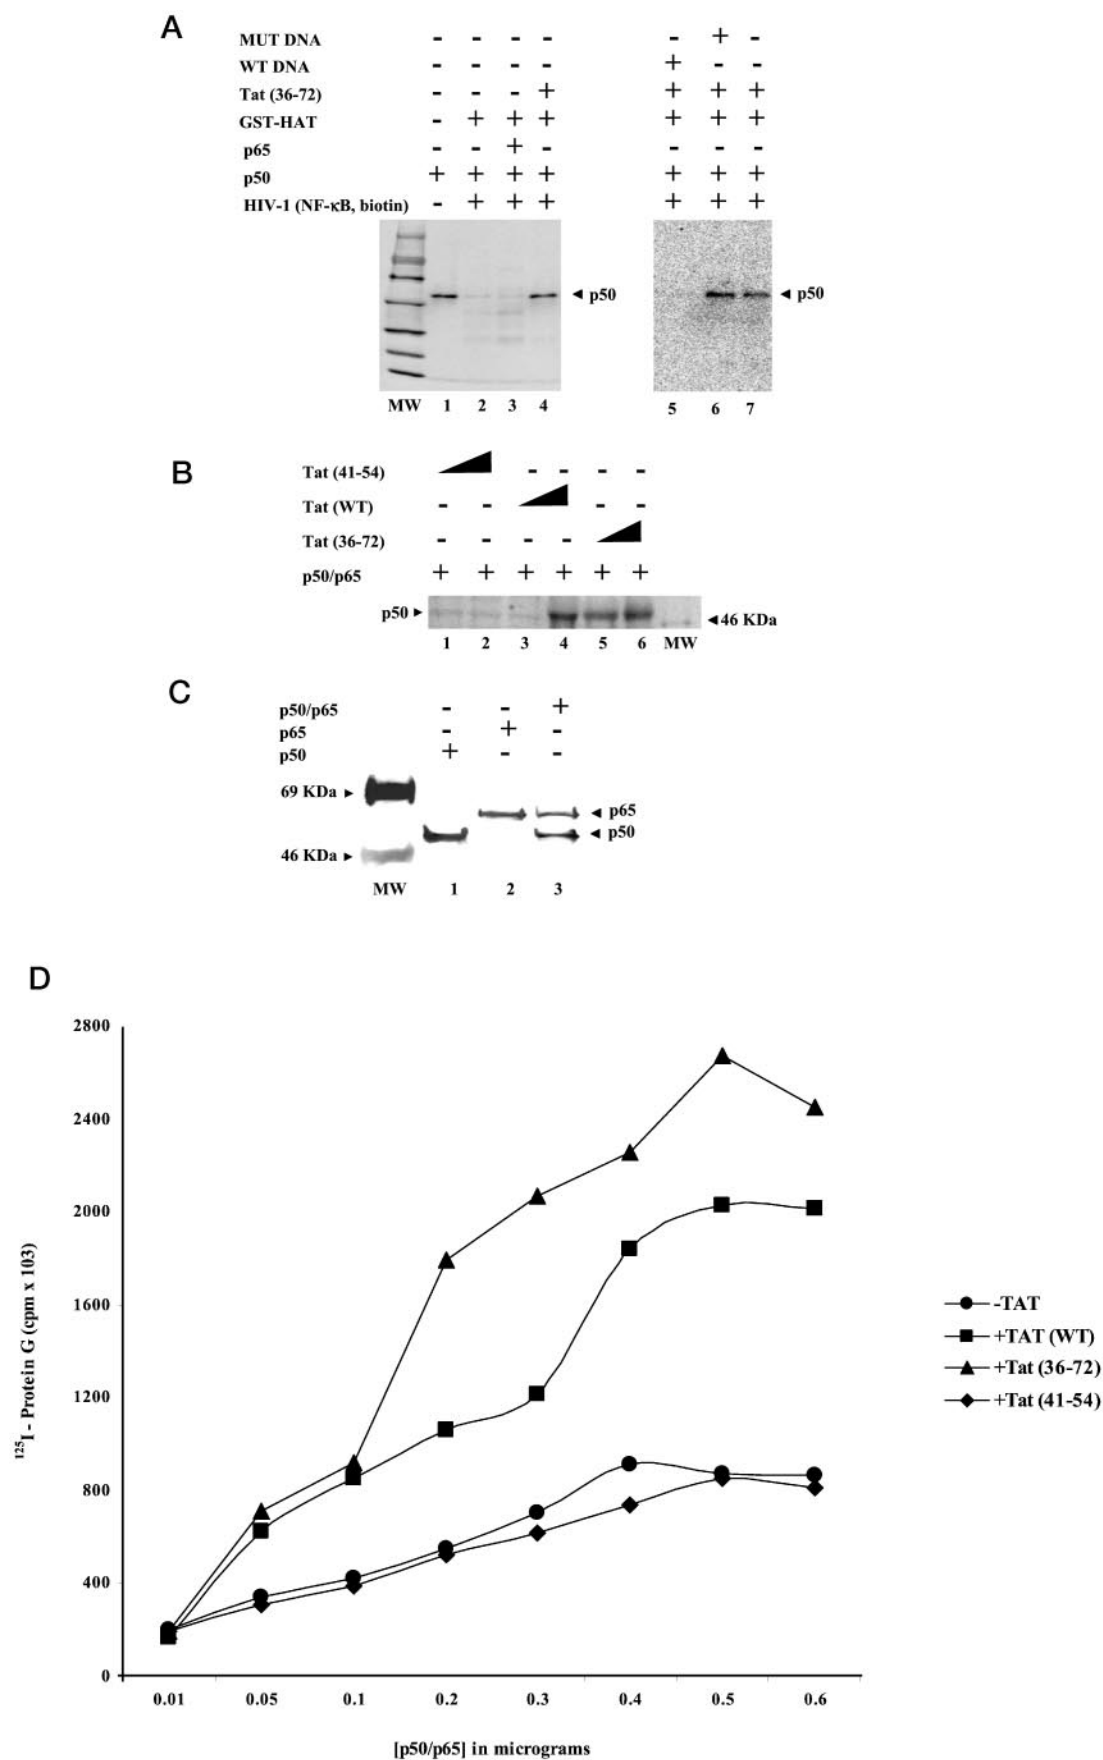 A
MUT DNA - - - - - + -
WT DNA - - - - + - -
Tat (36-72) - - - + + + +
GST-HAT - + + + + + +
p65 - - + - - - -
p50 + + + + + + +
HIV-1 (NF-κB, biotin) - + + + + + +
◄ p50 ◄ p50
MW 1 2 3 4 5 6 7
B
Tat (41-54) - - - -
Tat (WT) - - - -
Tat (36-72) - - - -
p50/p65 + + + + + +
p50 ► ◄ 46 KDa
1 2 3 4 5 6 MW
C
p50/p65 - - +
p65 - + -
p50 + - -
69 KDa ►
◄ p65
◄ p50
46 KDa ►
MW 1 2 3
D
2800
2400
2000
1600
1200
800
400
0
¹²⁵I - Protein G (cpm x 103)
0.01 0.05 0.1 0.2 0.3 0.4 0.5 0.6
[p50/p65] in micrograms
-TAT
+TAT (WT)
+Tat (36-72)
+Tat (41-54)